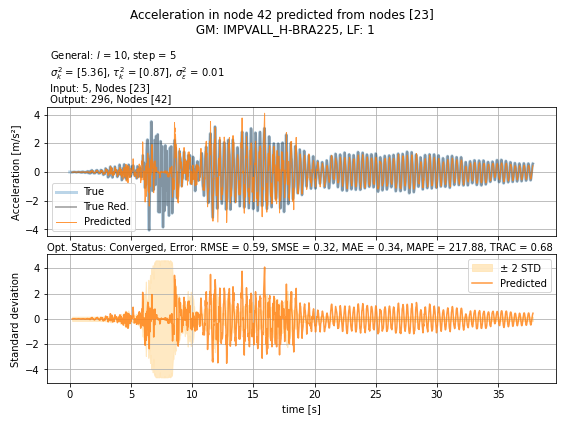 Acceleration in node 42 predicted from nodes [23]
GM: IMPVALL_H-BRA225, LF: 1
General: l = 10, step = 5
σ²ₖ = [5.36], τ²ₖ = [0.87], σ²ε = 0.01
Input: 5, Nodes [23]
Output: 296, Nodes [42]
Acceleration [m/s²]
4
2
0
−2
−4
True
True Red.
Predicted
Opt. Status: Converged, Error: RMSE = 0.59, SMSE = 0.32, MAE = 0.34, MAPE = 217.88, TRAC = 0.68
Standard deviation
4
2
0
−2
−4
± 2 STD
Predicted
0 5 10 15 20 25 30 35
time [s]